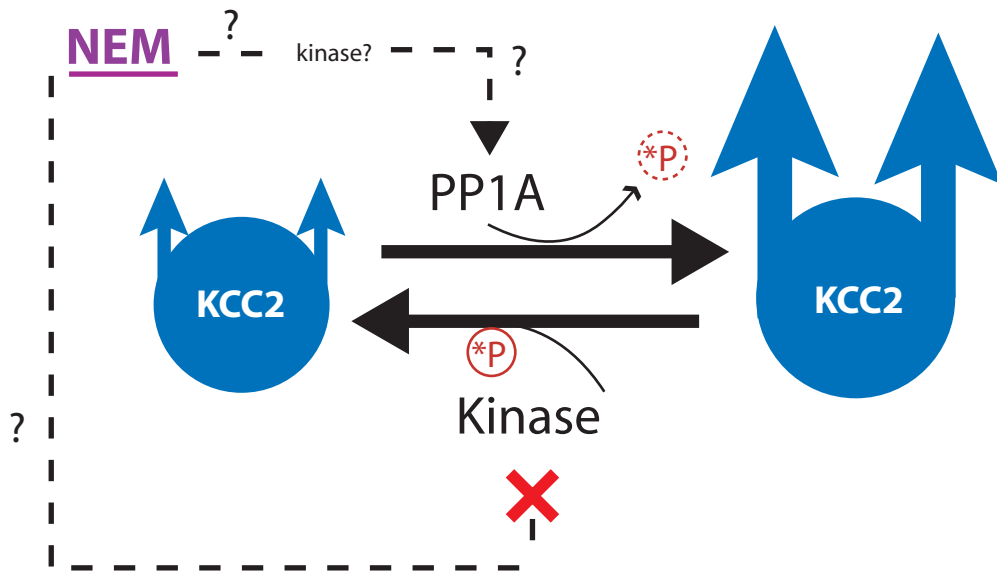 ?
NEM
kinase?
?
*P
PP1A
KCC2
KCC2
*P
Kinase
?